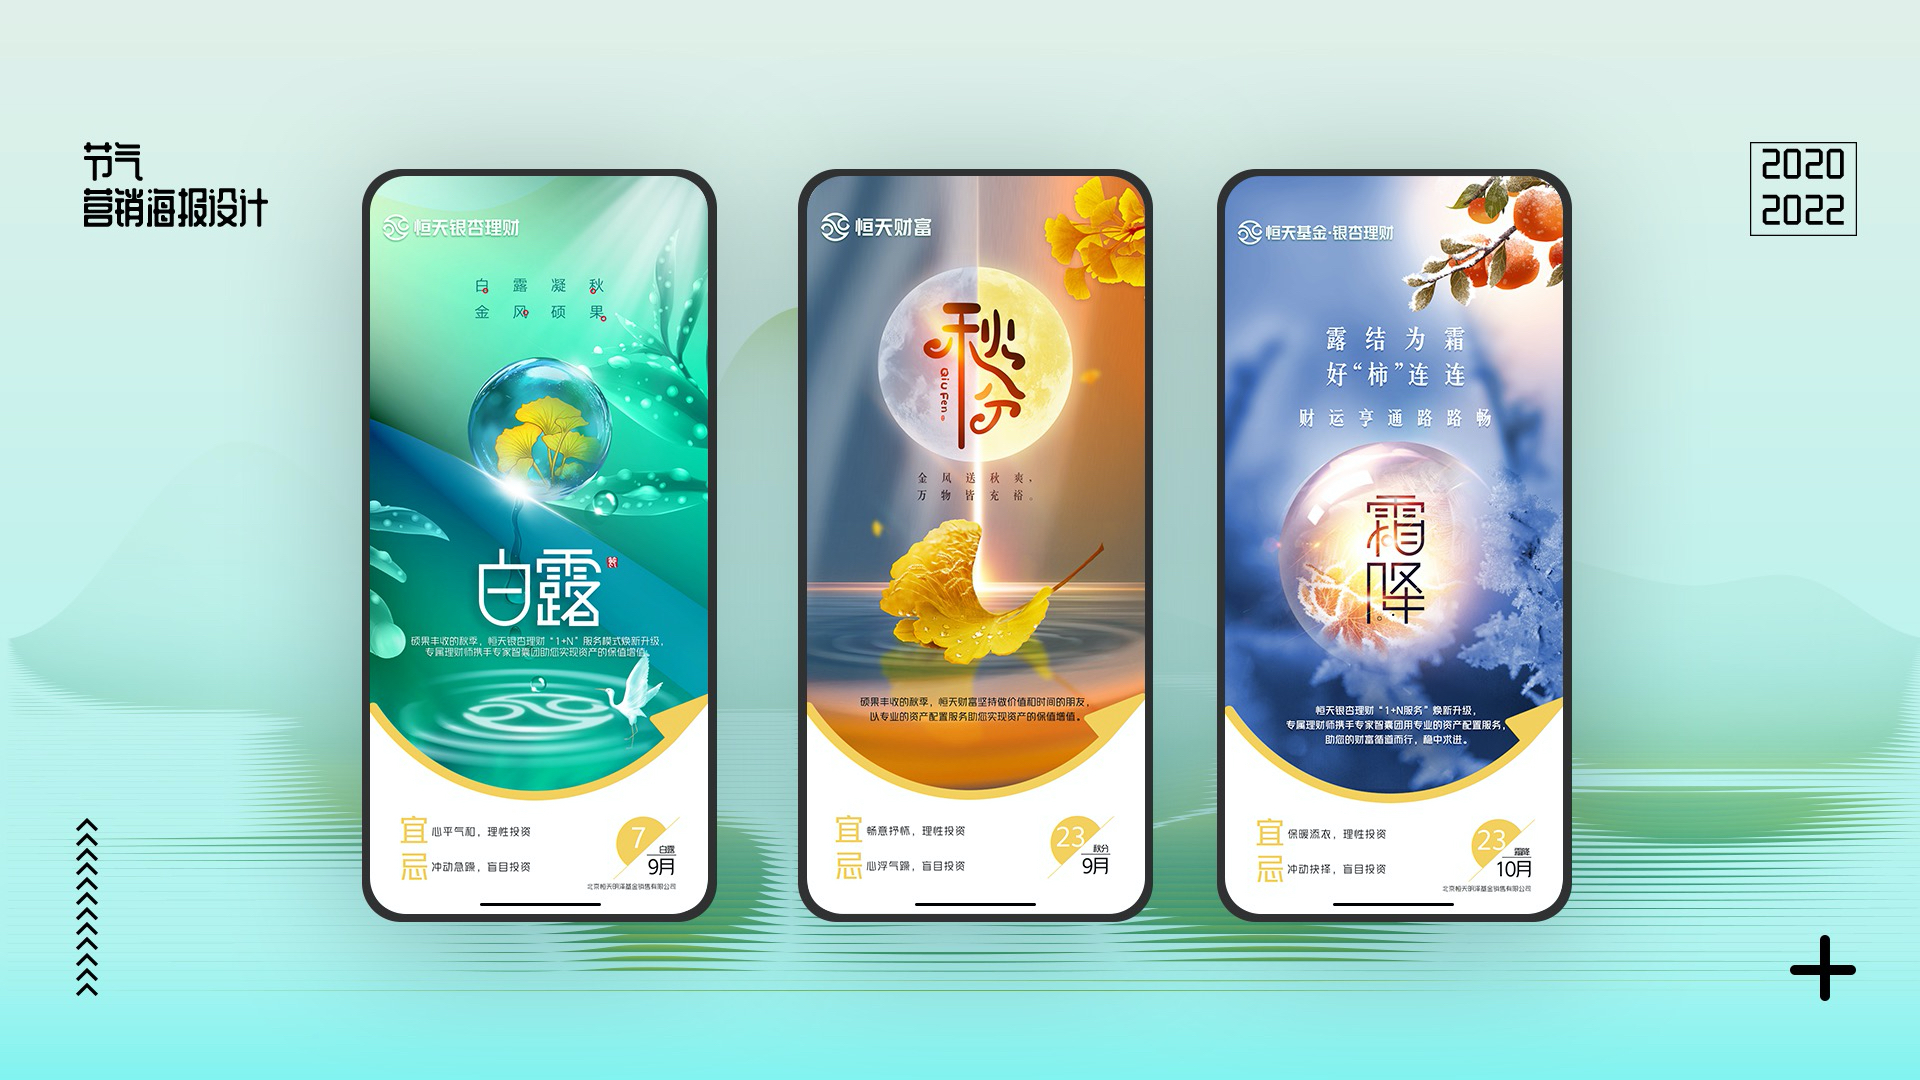 节气
营销海报设计
2020
2022
恒天银杏理财
白露凝秋
金风硕果
白露
硕果丰收的秋季，恒天银杏理财“1+N”服务模式焕新升级，
专属理财师携手专家智囊团助您实现资产的保值增值。
宜 心平气和，理性投资
忌 冲动急躁，盲目投资
7
白露
9月
北京恒天明泽基金销售有限公司
恒天财富
秋分
QiU Fen
金风送秋爽，
万物皆充裕。
硕果丰收的秋季，恒天财富坚持做价值和时间的朋友，
以专业的资产配置服务助您实现资产的保值增值。
宜 畅意抒怀，理性投资
忌 心浮气躁，盲目投资
23
秋分
9月
恒天基金·银杏理财
露结为霜
好“柿”连连
财运亨通路路畅
霜降
恒天银杏理财“1+N服务”焕新升级，
专属理财师携手专家智囊团用专业的资产配置服务，
助您的财富循道而行，稳中求进。
宜 保暖添衣，理性投资
忌 冲动抉择，盲目投资
23
霜降
10月
北京恒天明泽基金销售有限公司